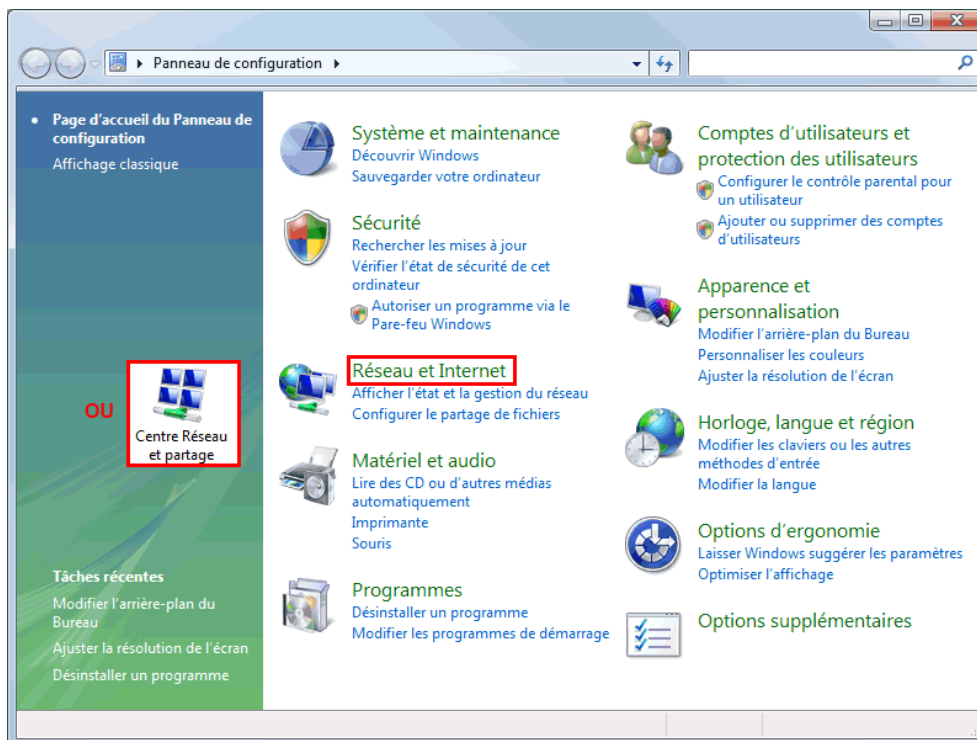 Panneau de configuration
Page d'accueil du Panneau de
configuration
Affichage classique
OU
Centre Réseau
et partage
Tâches récentes
Modifier l'arrière-plan du
Bureau
Ajuster la résolution de l'écran
Désinstaller un programme
Système et maintenance
Découvrir Windows
Sauvegarder votre ordinateur
Sécurité
Rechercher les mises à jour
Vérifier l'état de sécurité de cet
ordinateur
Autoriser un programme via le
Pare-feu Windows
Réseau et Internet
Afficher l'état et la gestion du réseau
Configurer le partage de fichiers
Matériel et audio
Lire des CD ou d'autres médias
automatiquement
Imprimante
Souris
Programmes
Désinstaller un programme
Modifier les programmes de démarrage
Comptes d'utilisateurs et
protection des utilisateurs
Configurer le contrôle parental pour
un utilisateur
Ajouter ou supprimer des comptes
d'utilisateurs
Apparence et
personnalisation
Modifier l'arrière-plan du Bureau
Personnaliser les couleurs
Ajuster la résolution de l'écran
Horloge, langue et région
Modifier les claviers ou les autres
méthodes d'entrée
Modifier la langue
Options d'ergonomie
Laisser Windows suggérer les paramètres
Optimiser l'affichage
Options supplémentaires